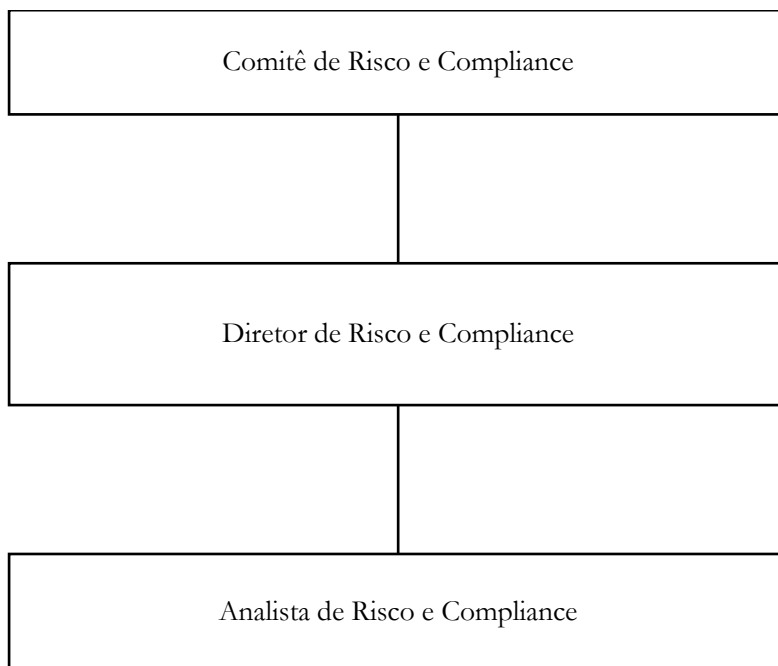 Comitê de Risco e Compliance
Diretor de Risco e Compliance
Analista de Risco e Compliance